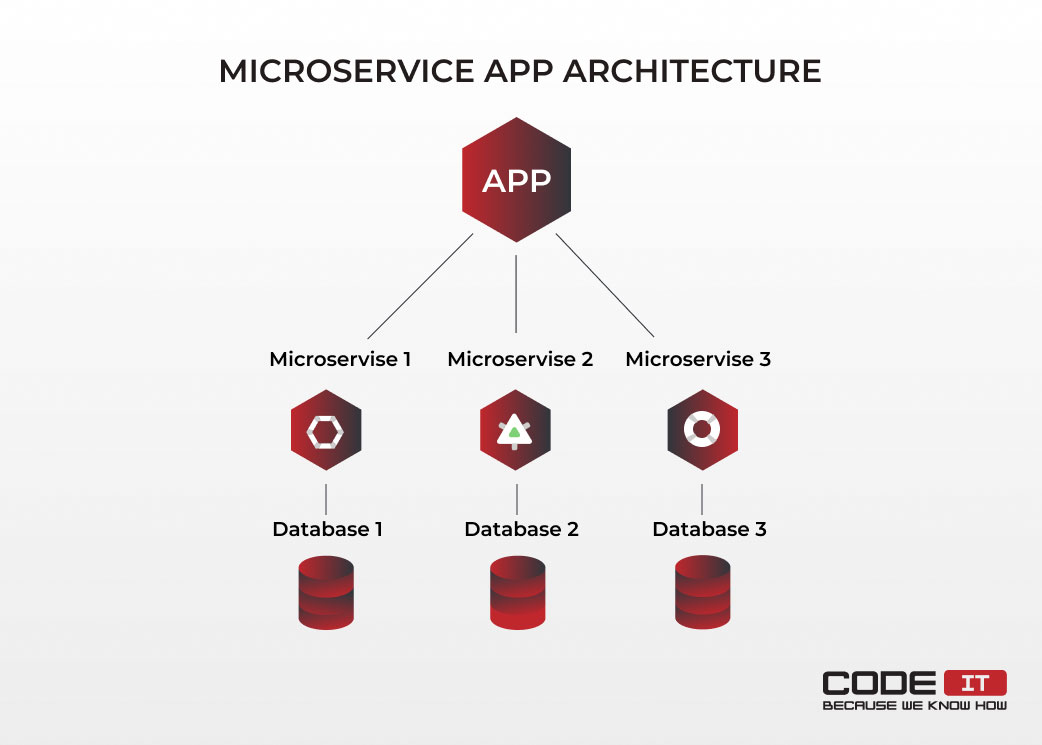 MICROSERVICE APP ARCHITECTURE
APP
Microservise 1 Microservise 2 Microservise 3
Database 1 Database 2 Database 3
CODE IT
BECAUSE WE KNOW HOW